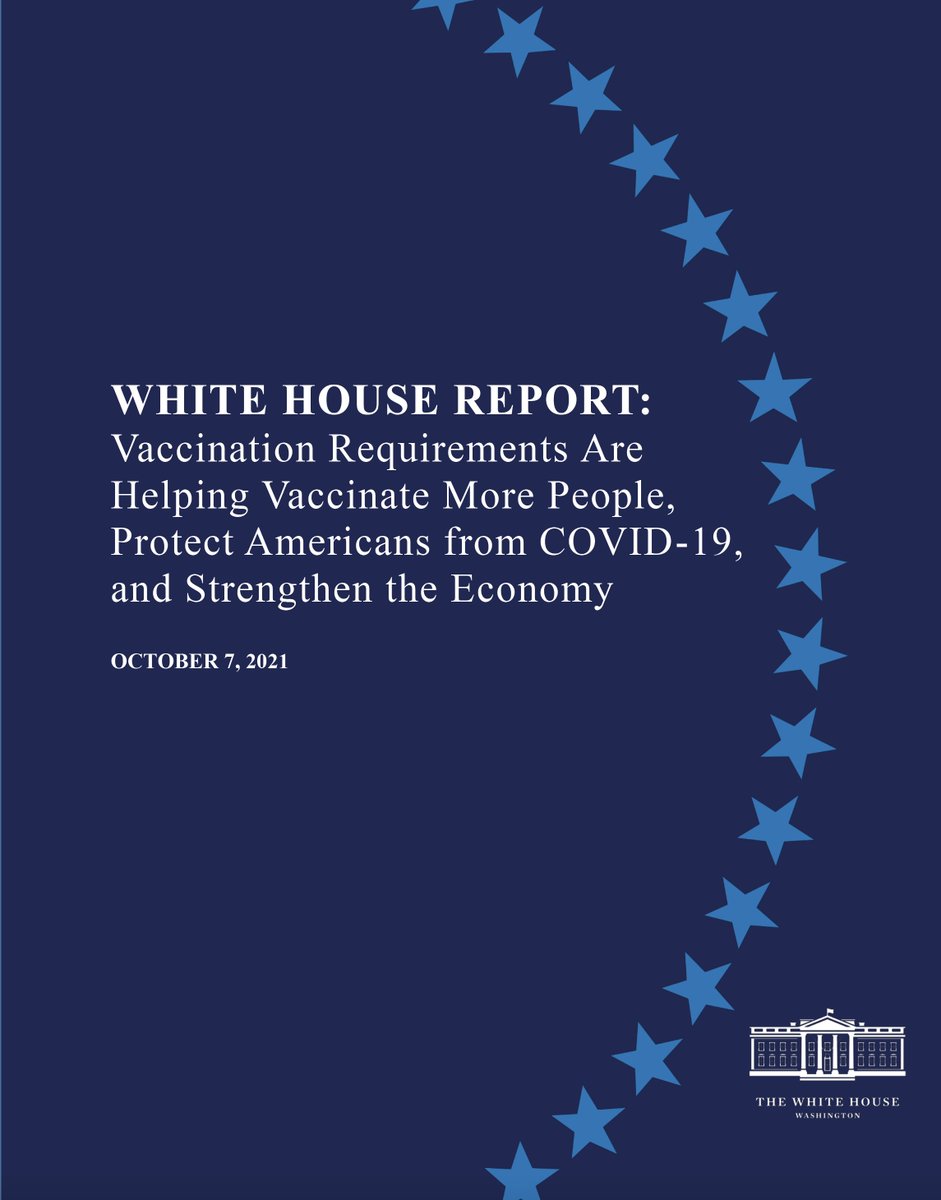 WHITE HOUSE REPORT:
Vaccination Requirements Are
Helping Vaccinate More People,
Protect Americans from COVID-19,
and Strengthen the Economy
OCTOBER 7, 2021
THE WHITE HOUSE
WASHINGTON